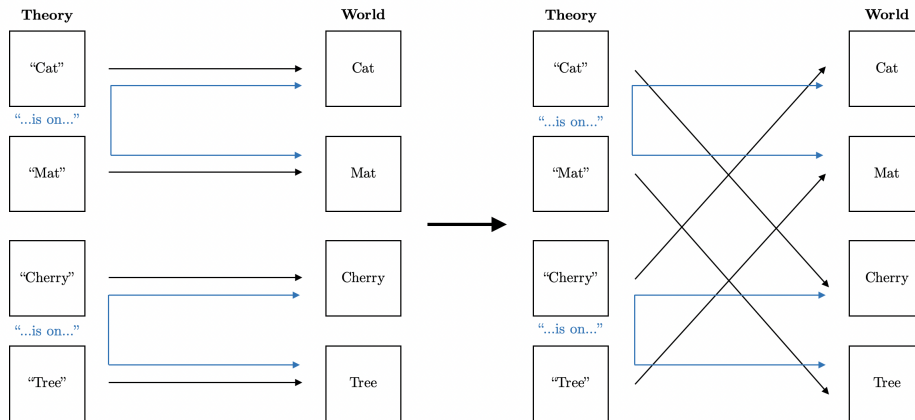 Theory
World
“Cat”
Cat
“...is on...”
“Mat”
Mat
“Cherry”
Cherry
“...is on...”
“Tree”
Tree
Theory
World
“Cat”
Cat
“...is on...”
“Mat”
Mat
“Cherry”
Cherry
“...is on...”
“Tree”
Tree